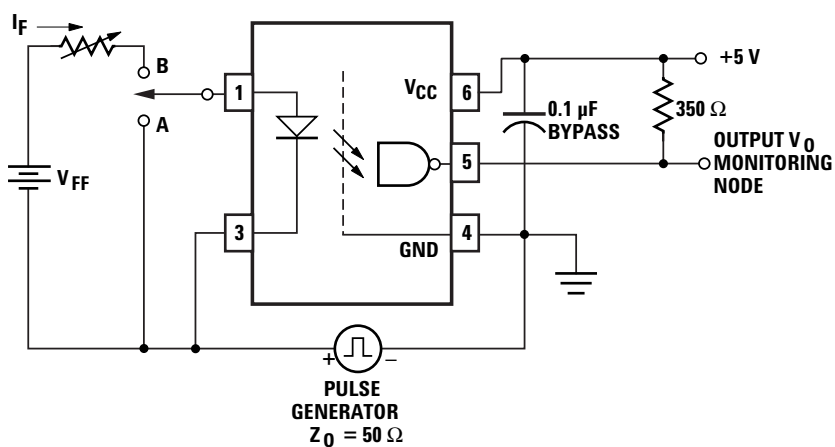 I_F
B
A
V_FF
1
3
V_CC
6
5
GND
4
0.1 µF
BYPASS
+5 V
350 Ω
OUTPUT V_O
MONITORING
NODE
+
–
PULSE
GENERATOR
Z_O = 50 Ω